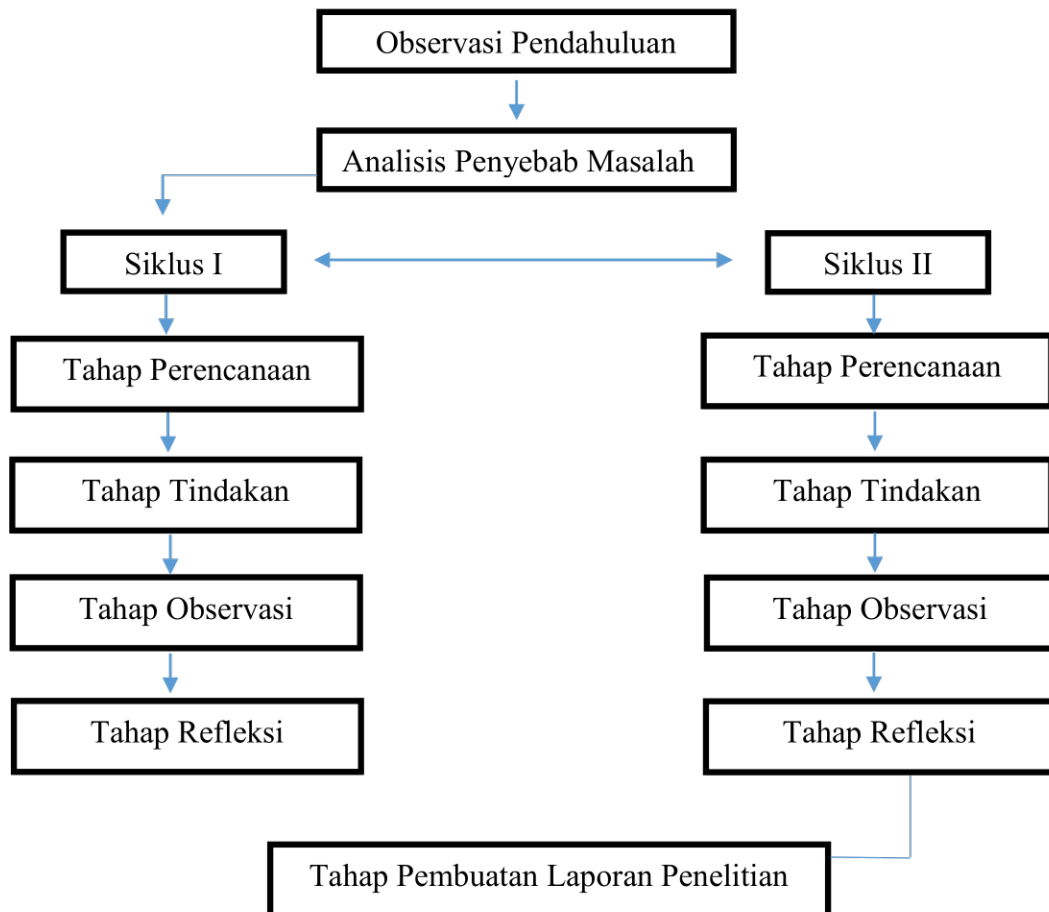 Observasi Pendahuluan
Analisis Penyebab Masalah
Siklus I
Siklus II
Tahap Perencanaan
Tahap Perencanaan
Tahap Tindakan
Tahap Tindakan
Tahap Observasi
Tahap Observasi
Tahap Refleksi
Tahap Refleksi
Tahap Pembuatan Laporan Penelitian